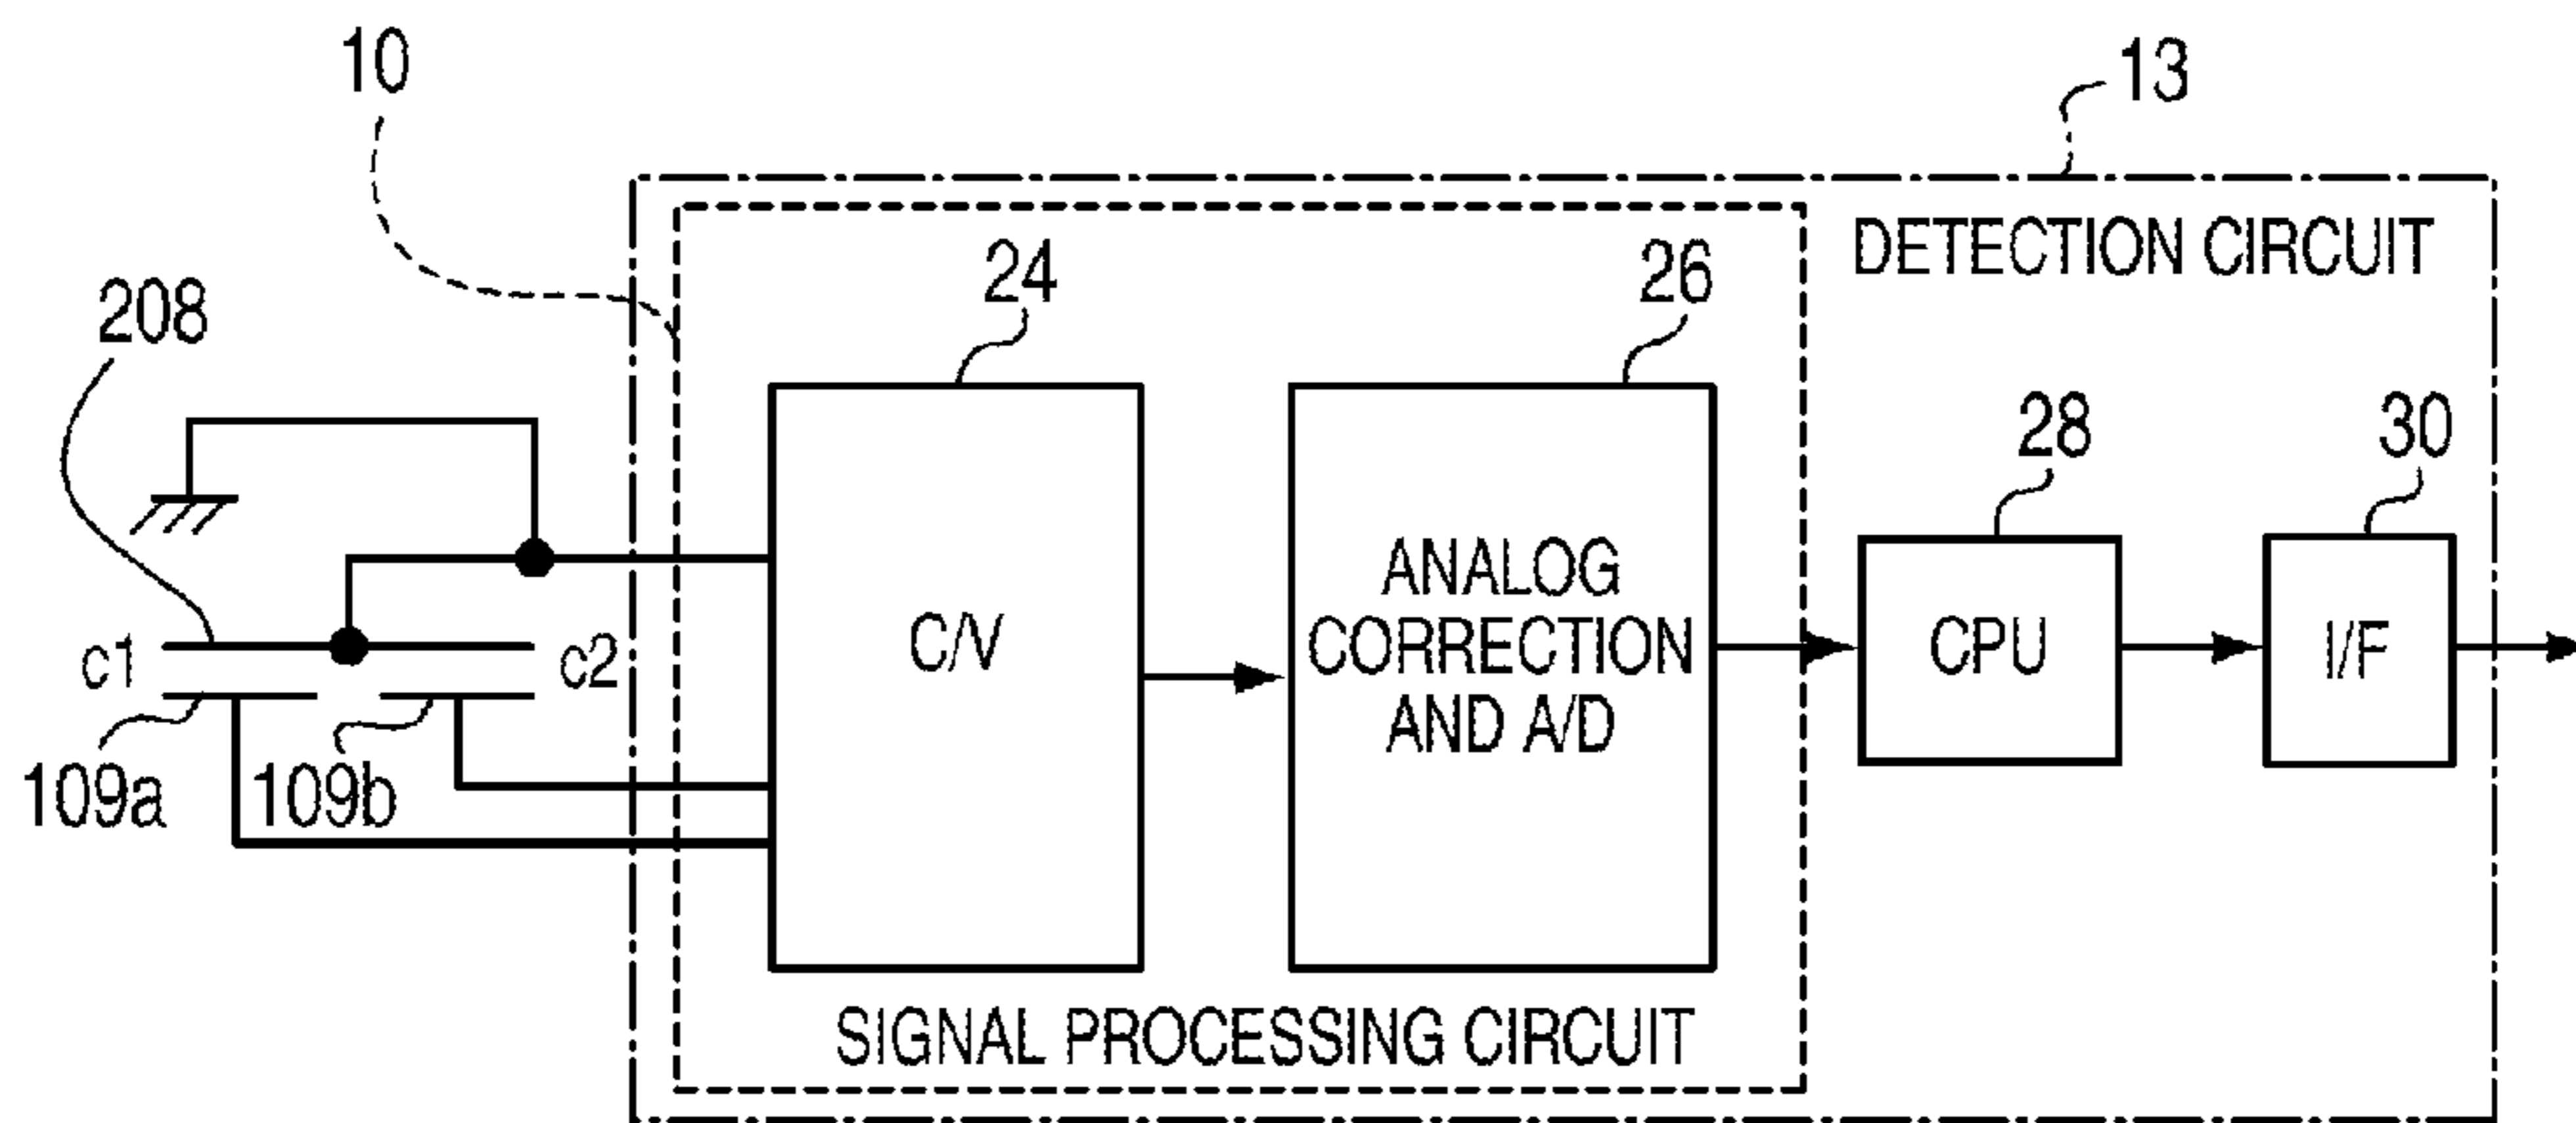 10
13
DETECTION CIRCUIT
24
26
208
28
30
C/V
ANALOG
CORRECTION
AND A/D
CPU
I/F
c1
c2
109a
109b
SIGNAL PROCESSING CIRCUIT